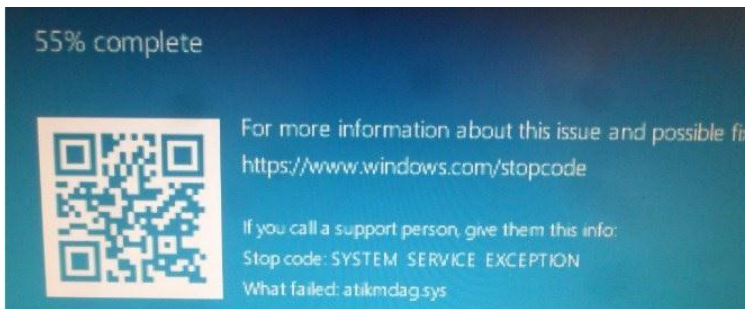 55% complete
For more information about this issue and possible
https://www.windows.com/stopcode
If you call a support person, give them this info:
Stop code: SYSTEM SERVICE EXCEPTION
What failed: atikmdag.sys